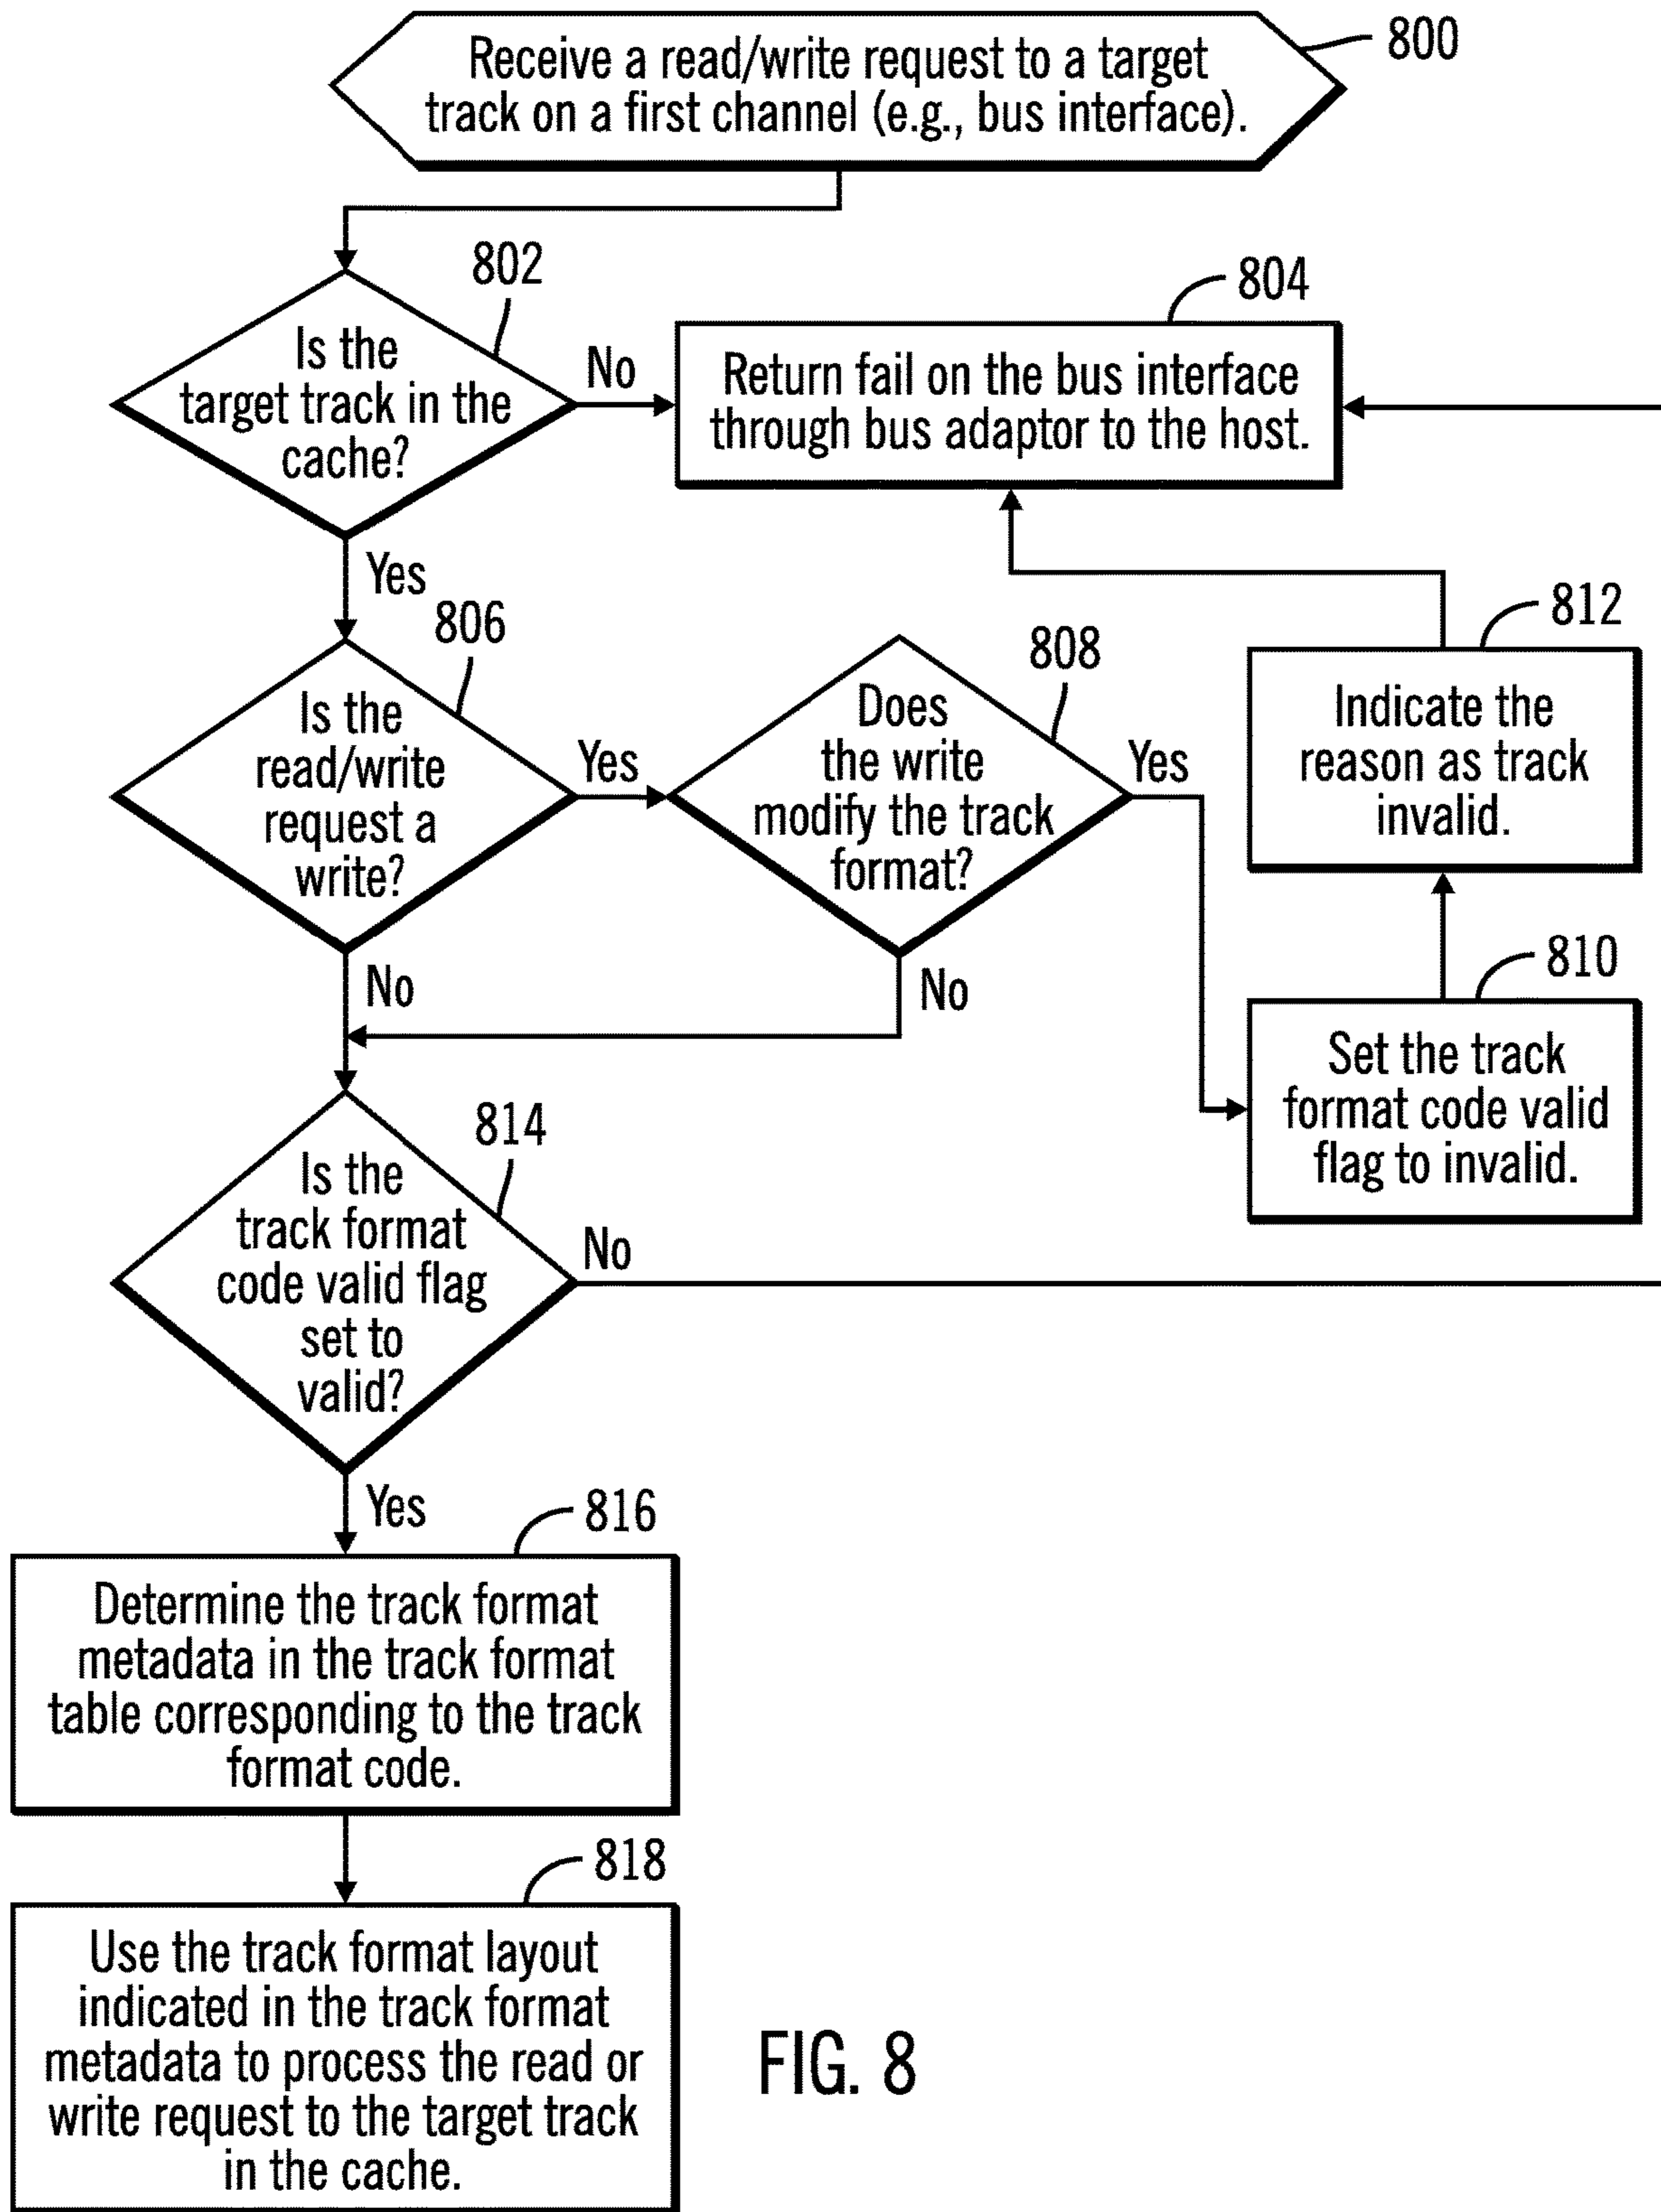 Receive a read/write request to a target
track on a first channel (e.g., bus interface).
800
802
Is the
target track in the
cache?
No
804
Return fail on the bus interface
through bus adaptor to the host.
Yes
806
Is the
read/write
request a
write?
Yes
808
Does
the write
modify the track
format?
Yes
812
Indicate the
reason as track
invalid.
No
No
810
Set the track
format code valid
flag to invalid.
814
Is the
track format
code valid flag
set to
valid?
No
Yes
816
Determine the track format
metadata in the track format
table corresponding to the track
format code.
818
Use the track format layout
indicated in the track format
metadata to process the read or
write request to the target track
in the cache.
FIG. 8